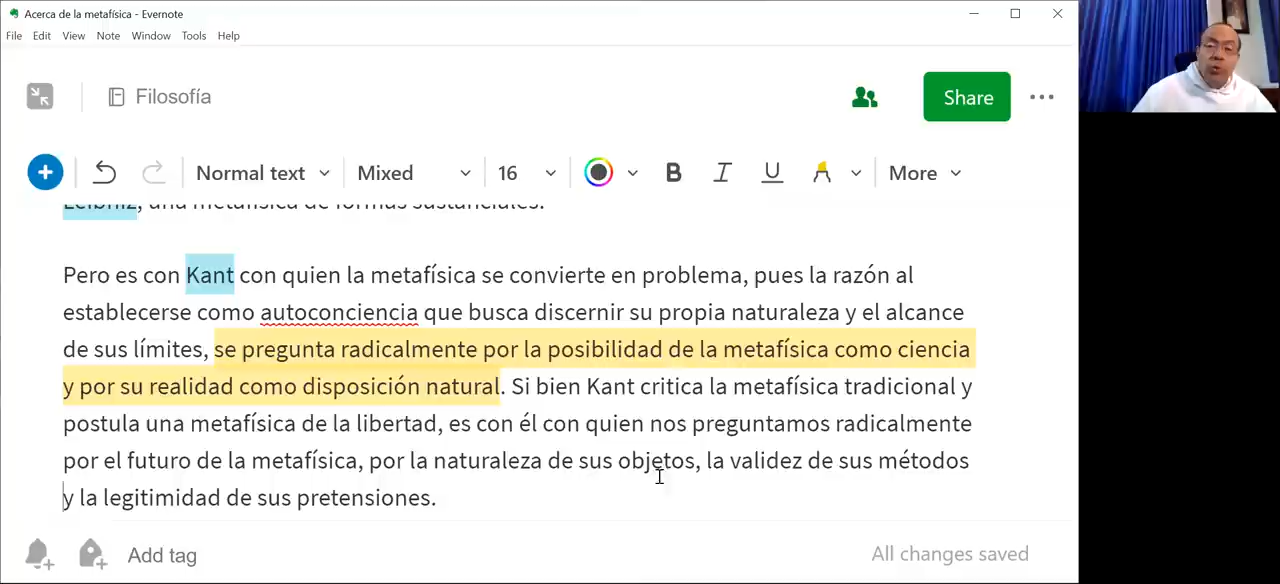 Acerca de la metafísica - Evernote
File Edit View Note Window Tools Help
Filosofía
Share
Normal text Mixed 16 B I U More
Leibniz, una metafísica de formas sustanciales.
Pero es con Kant con quien la metafísica se convierte en problema, pues la razón al
establecerse como autoconciencia que busca discernir su propia naturaleza y el alcance
de sus límites, se pregunta radicalmente por la posibilidad de la metafísica como ciencia
y por su realidad como disposición natural. Si bien Kant critica la metafísica tradicional y
postula una metafísica de la libertad, es con él con quien nos preguntamos radicalmente
por el futuro de la metafísica, por la naturaleza de sus objetos, la validez de sus métodos
y la legitimidad de sus pretensiones.
Add tag
All changes saved